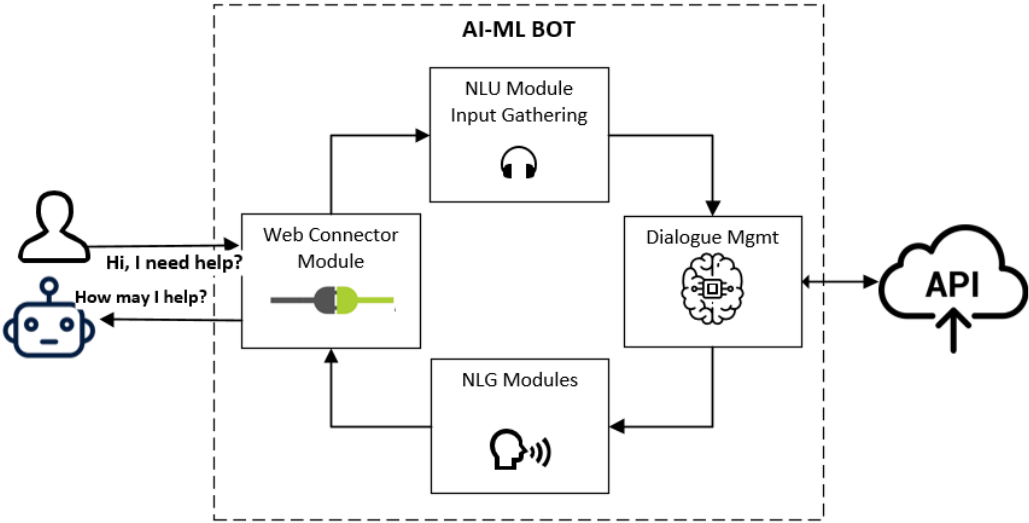 AI-ML BOT
NLU Module
Input Gathering
Web Connector
Module
Hi, I need help?
How may I help?
Dialogue Mgmt
API
NLG Modules